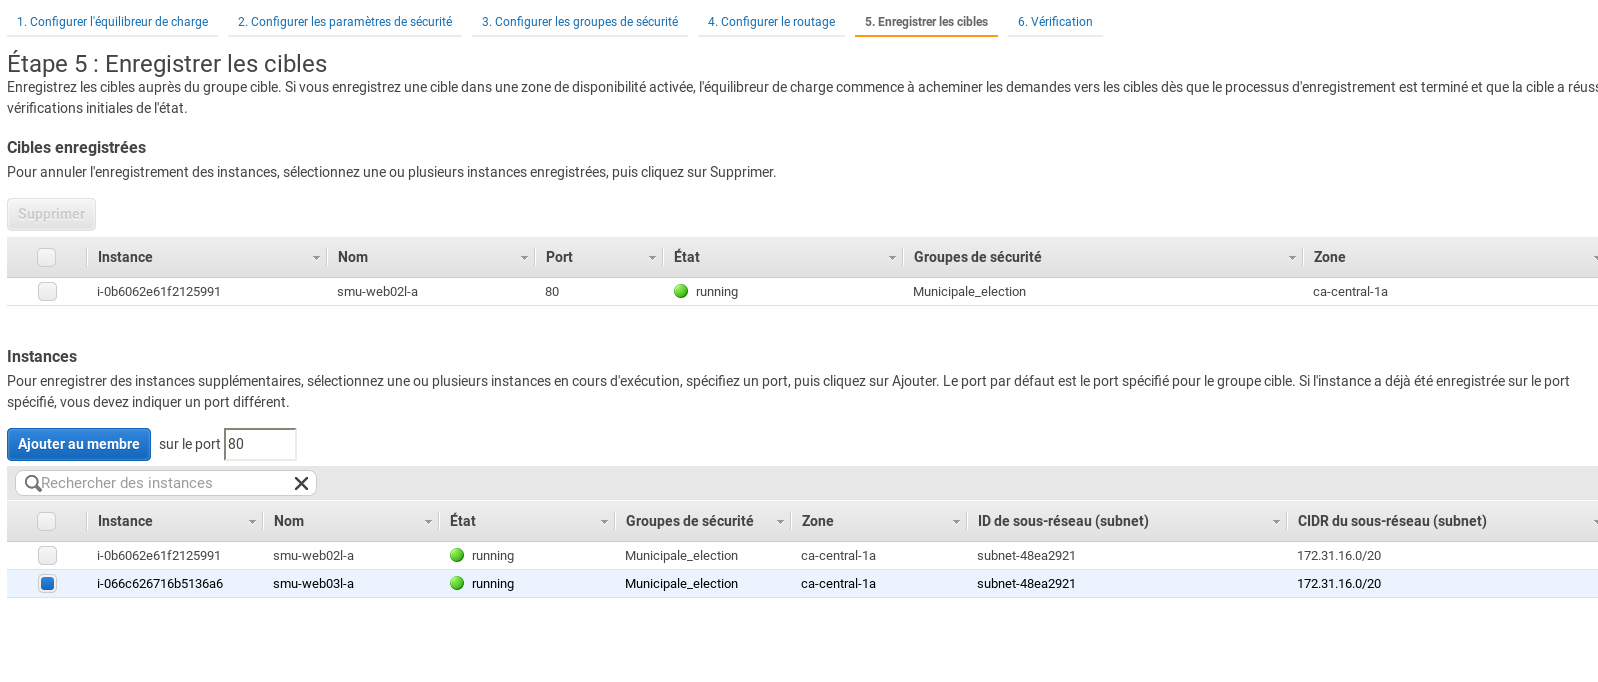 1. Configurer l'équilibreur de charge 2. Configurer les paramètres de sécurité 3. Configurer les groupes de sécurité 4. Configurer le routage 5. Enregistrer les cibles 6. Vérification
Étape 5 : Enregistrer les cibles
Enregistrez les cibles auprès du groupe cible. Si vous enregistrez une cible dans une zone de disponibilité activée, l'équilibreur de charge commence à acheminer les demandes vers les cibles dès que le processus d'enregistrement est terminé et que la cible a
vérifications initiales de l'état.
Cibles enregistrées
Pour annuler l'enregistrement des instances, sélectionnez une ou plusieurs instances enregistrées, puis cliquez sur Supprimer.
Supprimer
Instance Nom Port État Groupes de sécurité Zone
i-0b6062e61f2125991 smu-web02l-a 80 running Municipale_election ca-central-1a
Instances
Pour enregistrer des instances supplémentaires, sélectionnez une ou plusieurs instances en cours d'exécution, spécifiez un port, puis cliquez sur Ajouter. Le port par défaut est le port spécifié pour le groupe cible. Si l'instance a déjà été enregistrée sur le port
spécifié, vous devez indiquer un port différent.
Ajouter au membre sur le port 80
Rechercher des instances
Instance Nom État Groupes de sécurité Zone ID de sous-réseau (subnet) CIDR du sous-réseau (subnet)
i-0b6062e61f2125991 smu-web02l-a running Municipale_election ca-central-1a subnet-48ea2921 172.31.16.0/20
i-066c626716b5136a6 smu-web03l-a running Municipale_election ca-central-1a subnet-48ea2921 172.31.16.0/20